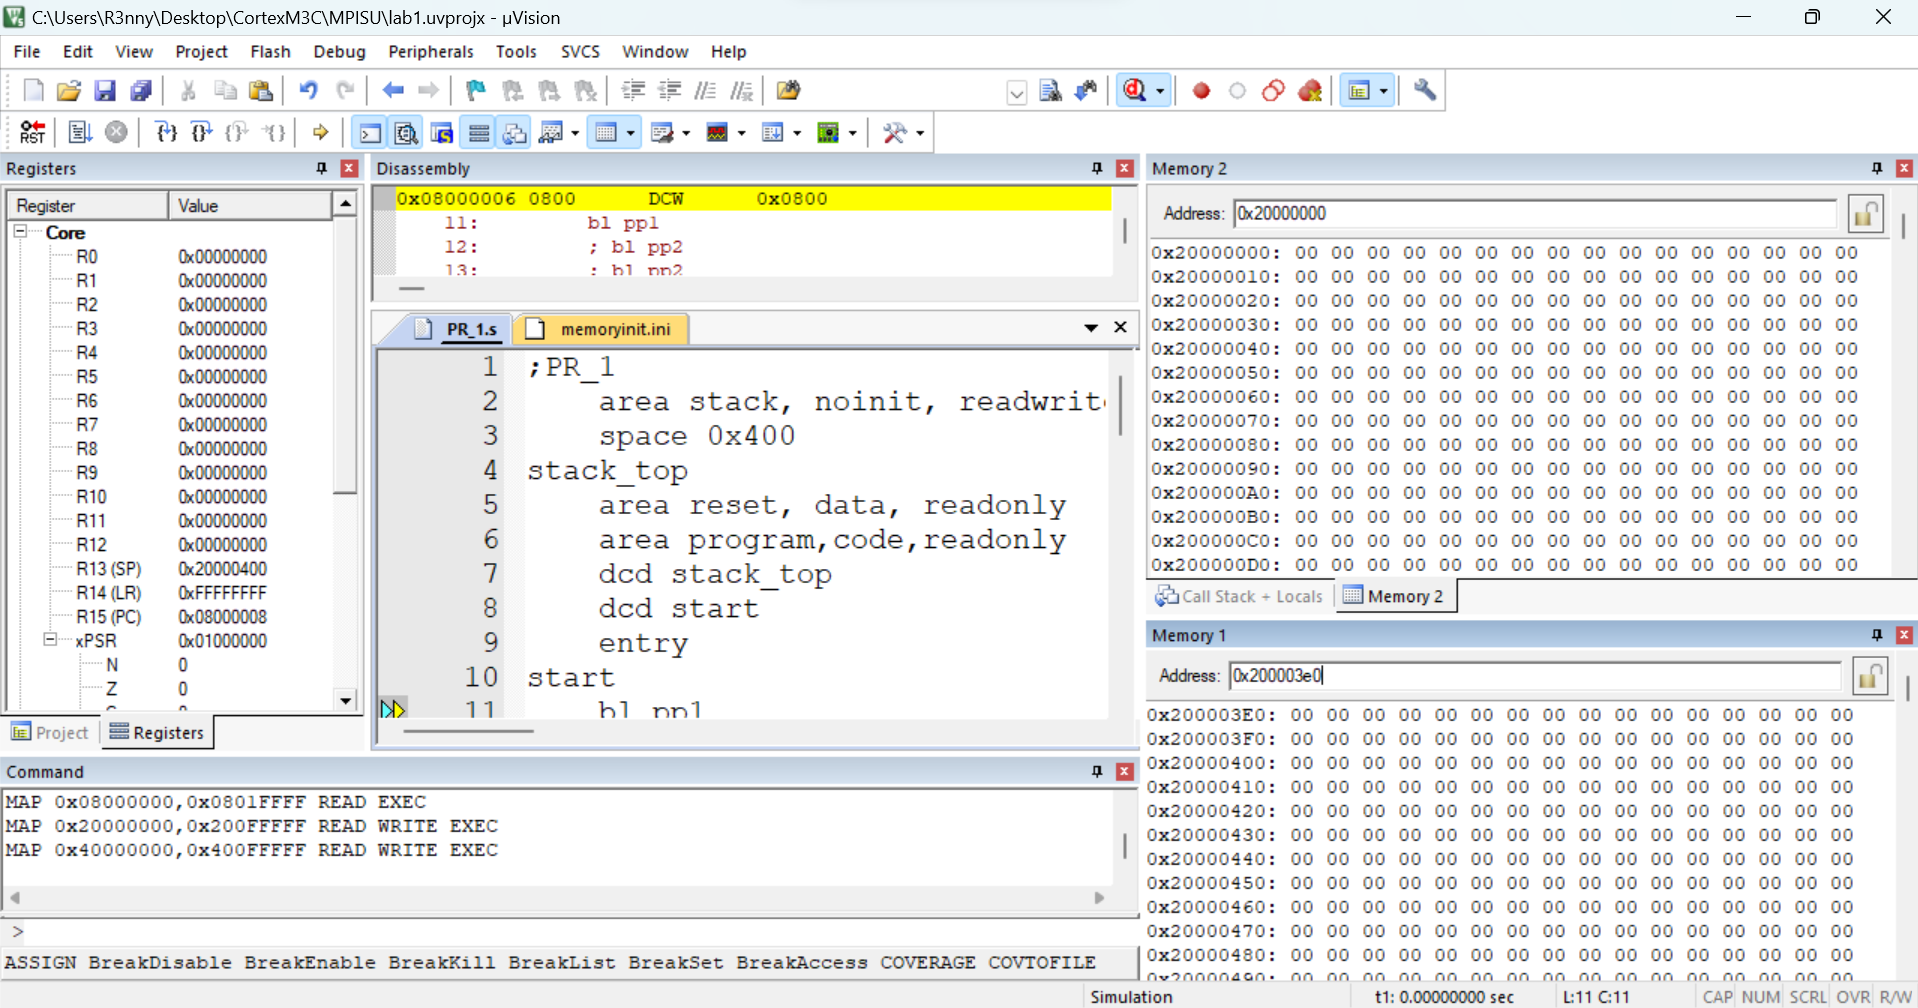 C:\Users\R3nny\Desktop\CortexM3C\MPISU\lab1.uvprojx - µVision
File Edit View Project Flash Debug Peripherals Tools SVCS Window Help
RST
Registers
Register Value
Core
R0 0x00000000
R1 0x00000000
R2 0x00000000
R3 0x00000000
R4 0x00000000
R5 0x00000000
R6 0x00000000
R7 0x00000000
R8 0x00000000
R9 0x00000000
R10 0x00000000
R11 0x00000000
R12 0x00000000
R13 (SP) 0x20000400
R14 (LR) 0xFFFFFFFF
R15 (PC) 0x08000008
xPSR 0x01000000
N 0
Z 0
C 0
Project Registers
Disassembly
0x08000006 0800 DCW 0x0800
11: bl pp1
12: ; bl pp2
13: ; bl pp2
PR_1.s memoryinit.ini
1 ;PR_1
2 area stack, noinit, readwrit
3 space 0x400
4 stack_top
5 area reset, data, readonly
6 area program,code,readonly
7 dcd stack_top
8 dcd start
9 entry
10 start
11 bl pp1
Memory 2
Address: 0x20000000
0x20000000: 00 00 00 00 00 00 00 00 00 00 00 00 00 00 00 00
0x20000010: 00 00 00 00 00 00 00 00 00 00 00 00 00 00 00 00
0x20000020: 00 00 00 00 00 00 00 00 00 00 00 00 00 00 00 00
0x20000030: 00 00 00 00 00 00 00 00 00 00 00 00 00 00 00 00
0x20000040: 00 00 00 00 00 00 00 00 00 00 00 00 00 00 00 00
0x20000050: 00 00 00 00 00 00 00 00 00 00 00 00 00 00 00 00
0x20000060: 00 00 00 00 00 00 00 00 00 00 00 00 00 00 00 00
0x20000070: 00 00 00 00 00 00 00 00 00 00 00 00 00 00 00 00
0x20000080: 00 00 00 00 00 00 00 00 00 00 00 00 00 00 00 00
0x20000090: 00 00 00 00 00 00 00 00 00 00 00 00 00 00 00 00
0x200000A0: 00 00 00 00 00 00 00 00 00 00 00 00 00 00 00 00
0x200000B0: 00 00 00 00 00 00 00 00 00 00 00 00 00 00 00 00
0x200000C0: 00 00 00 00 00 00 00 00 00 00 00 00 00 00 00 00
0x200000D0: 00 00 00 00 00 00 00 00 00 00 00 00 00 00 00 00
Call Stack + Locals Memory 2
Memory 1
Address: 0x200003e0
0x200003E0: 00 00 00 00 00 00 00 00 00 00 00 00 00 00 00 00
0x200003F0: 00 00 00 00 00 00 00 00 00 00 00 00 00 00 00 00
0x20000400: 00 00 00 00 00 00 00 00 00 00 00 00 00 00 00 00
0x20000410: 00 00 00 00 00 00 00 00 00 00 00 00 00 00 00 00
0x20000420: 00 00 00 00 00 00 00 00 00 00 00 00 00 00 00 00
0x20000430: 00 00 00 00 00 00 00 00 00 00 00 00 00 00 00 00
0x20000440: 00 00 00 00 00 00 00 00 00 00 00 00 00 00 00 00
0x20000450: 00 00 00 00 00 00 00 00 00 00 00 00 00 00 00 00
0x20000460: 00 00 00 00 00 00 00 00 00 00 00 00 00 00 00 00
0x20000470: 00 00 00 00 00 00 00 00 00 00 00 00 00 00 00 00
0x20000480: 00 00 00 00 00 00 00 00 00 00 00 00 00 00 00 00
0x20000490: 00 00 00 00 00 00 00 00 00 00 00 00 00 00 00 00
Command
MAP 0x08000000,0x0801FFFF READ EXEC
MAP 0x20000000,0x200FFFFF READ WRITE EXEC
MAP 0x40000000,0x400FFFFF READ WRITE EXEC
>
ASSIGN BreakDisable BreakEnable BreakKill BreakList BreakSet BreakAccess COVERAGE COVTOFILE
Simulation t1: 0.00000000 sec L:11 C:11 CAP NUM SCRL OVR R/W